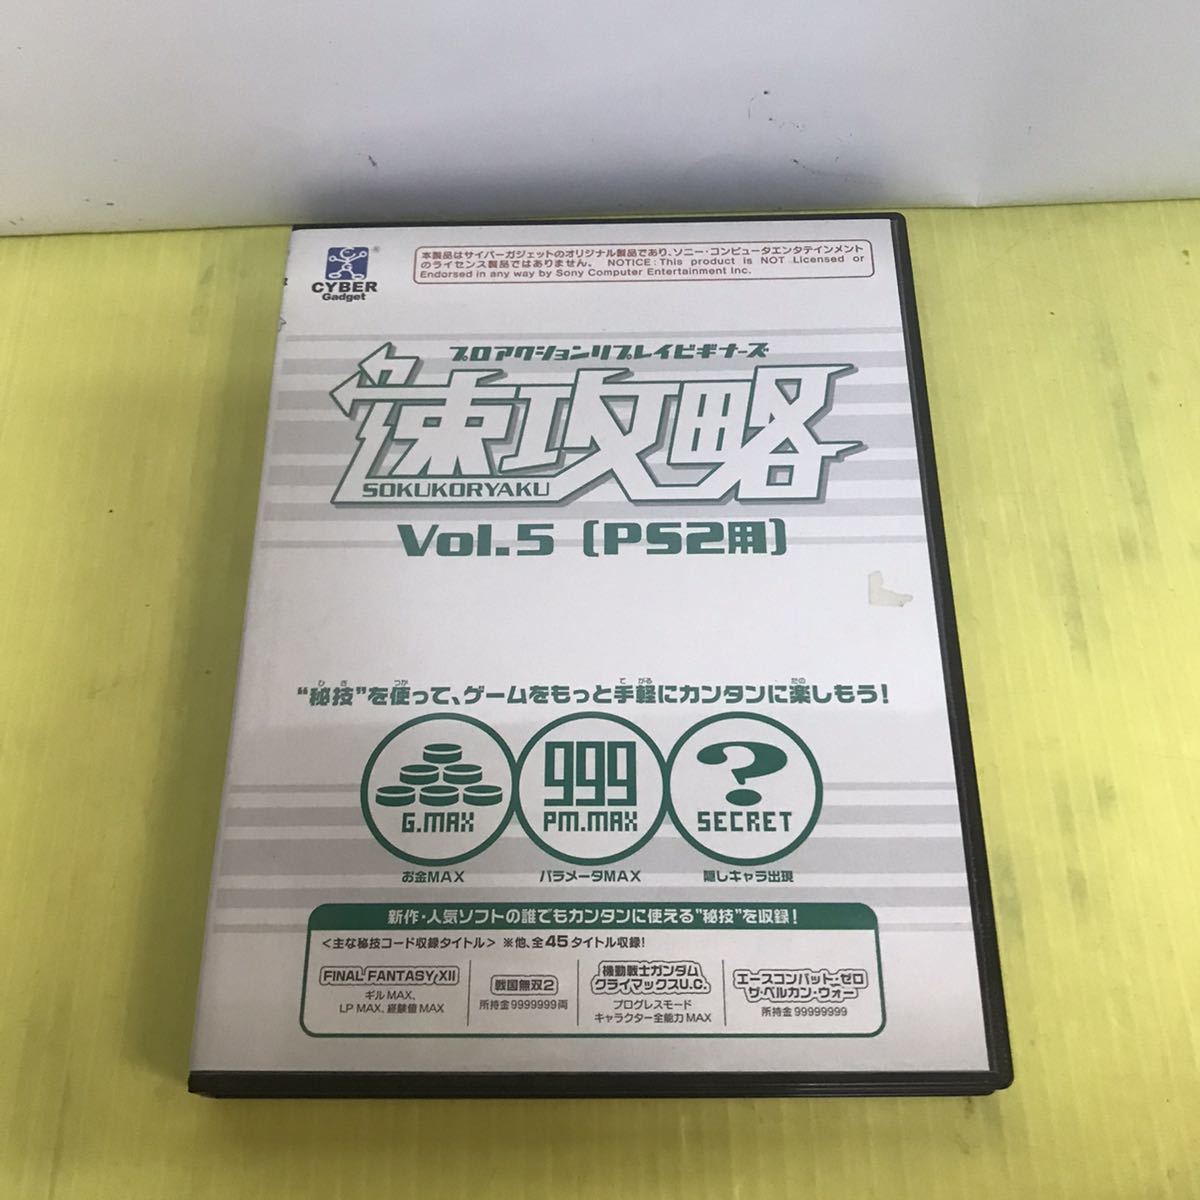 CYBER
Gadget
®
本製品はサイバーガジェットのオリジナル製品であり、ソニー・コンピュータエンタテインメント
のライセンス製品ではありません。 NOTICE:This product is NOT Licensed or
Endorsed in any way by Sony Computer Entertainment Inc.
プロアクションリプレイビギナーズ
速攻略
SOKUKORYAKU
Vol.5 (PS2用)
ひぎ つか て がる たの
“秘技”を使って、ゲームをもっと手軽にカンタンに楽しもう!
G.MAX
999
PM.MAX
?
SECRET
お金MAX
パラメータMAX
隠しキャラ出現
新作・人気ソフトの誰でもカンタンに使える“秘技”を収録!
<主な秘技コード収録タイトル> ※他、全45タイトル収録!
FINAL FANTASY XII
ギルMAX、
LP MAX、経験値MAX
戦国無双2
所持金9999999両
機動戦士ガンダム
クライマックスU.C.
プログレスモード
キャラクター全能力MAX
エースコンバット・ゼロ
ザ・ベルカン・ウォー
所持金99999999